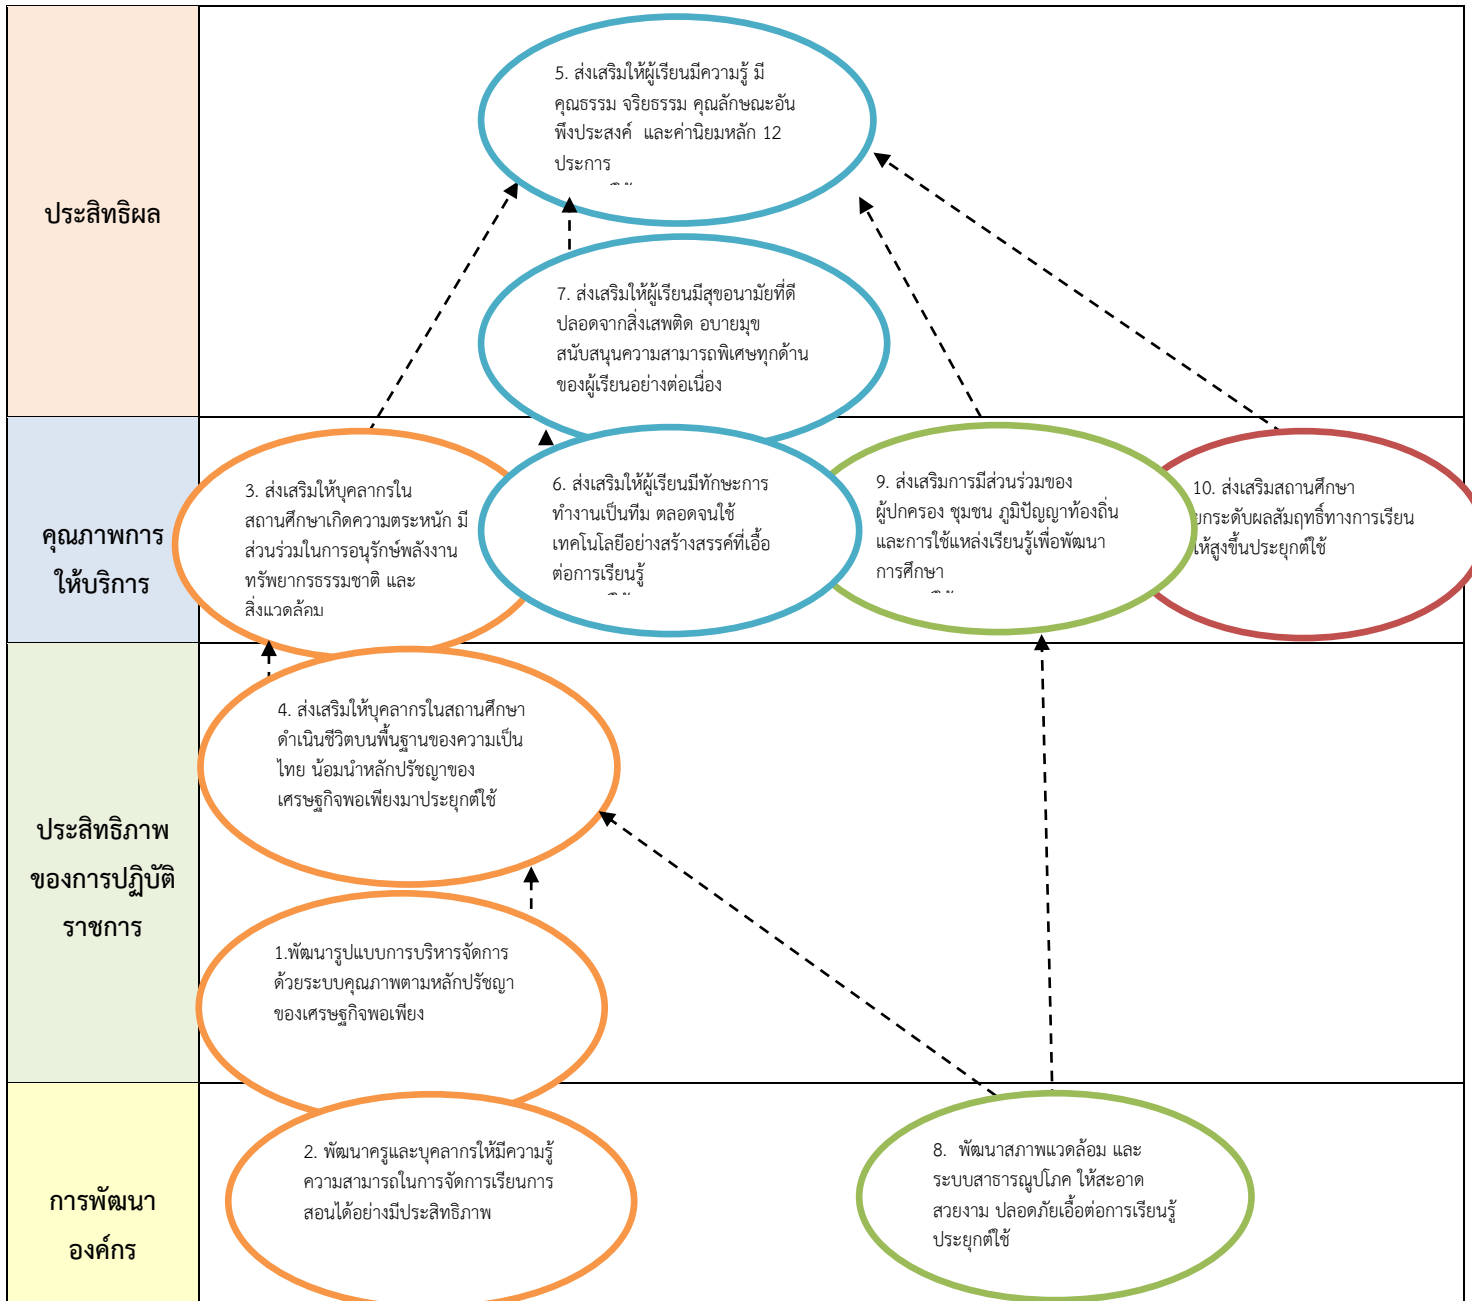 ประสิทธิผล
5. ส่งเสริมให้ผู้เรียนมีความรู้ มี
คุณธรรม จริยธรรม คุณลักษณะอัน
พึงประสงค์ และค่านิยมหลัก 12
ประการ
7. ส่งเสริมให้ผู้เรียนมีสุขอนามัยที่ดี
ปลอดจากสิ่งเสพติด อบายมุข
สนับสนุนความสามารถพิเศษทุกด้าน
ของผู้เรียนอย่างต่อเนื่อง
คุณภาพการ
ให้บริการ
3. ส่งเสริมให้บุคลากรใน
สถานศึกษาเกิดความตระหนัก มี
ส่วนร่วมในการอนุรักษ์พลังงาน
ทรัพยากรธรรมชาติ และ
สิ่งแวดล้อม
6. ส่งเสริมให้ผู้เรียนมีทักษะการ
ทำงานเป็นทีม ตลอดจนใช้
เทคโนโลยีอย่างสร้างสรรค์ที่เอื้อ
ต่อการเรียนรู้
9. ส่งเสริมการมีส่วนร่วมของ
ผู้ปกครอง ชุมชน ภูมิปัญญาท้องถิ่น
และการใช้แหล่งเรียนรู้เพื่อพัฒนา
การศึกษา
10. ส่งเสริมสถานศึกษา
ยกระดับผลสัมฤทธิ์ทางการเรียน
ให้สูงขึ้นประยุกต์ใช้
ประสิทธิภาพ
ของการปฏิบัติ
ราชการ
4. ส่งเสริมให้บุคลากรในสถานศึกษา
ดำเนินชีวิตบนพื้นฐานของความเป็น
ไทย น้อมนำหลักปรัชญาของ
เศรษฐกิจพอเพียงมาประยุกต์ใช้
1.พัฒนารูปแบบการบริหารจัดการ
ด้วยระบบคุณภาพตามหลักปรัชญา
ของเศรษฐกิจพอเพียง
การพัฒนา
องค์กร
2. พัฒนาครูและบุคลากรให้มีความรู้
ความสามารถในการจัดการเรียนการ
สอนได้อย่างมีประสิทธิภาพ
8. พัฒนาสภาพแวดล้อม และ
ระบบสาธารณูปโภค ให้สะอาด
สวยงาม ปลอดภัยเอื้อต่อการเรียนรู้
ประยุกต์ใช้